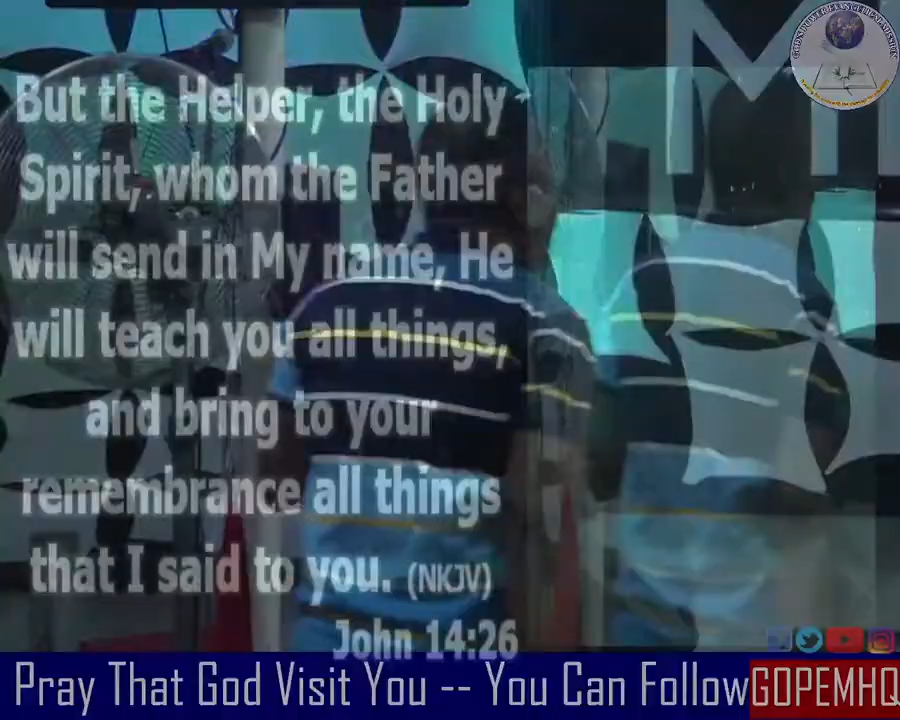 But the Helper, the Holy
Spirit, whom the Father
will send in My name, He
will teach you all things,
and bring to your
remembrance all things
that I said to you. (NKJV)
John 14:26
Pray That God Visit You -- You Can Follow GOPEMHQ